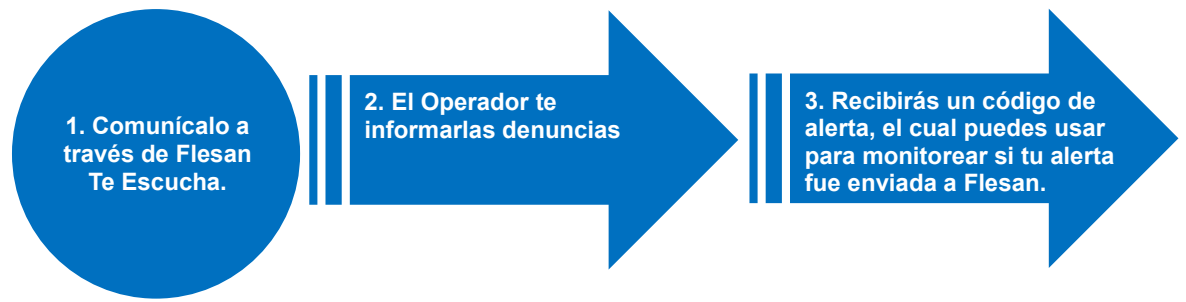 1. Comunícalo a
través de Flesan
Te Escucha.
2. El Operador te
informarlas denuncias
3. Recibirás un código de
alerta, el cual puedes usar
para monitorear si tu alerta
fue enviada a Flesan.